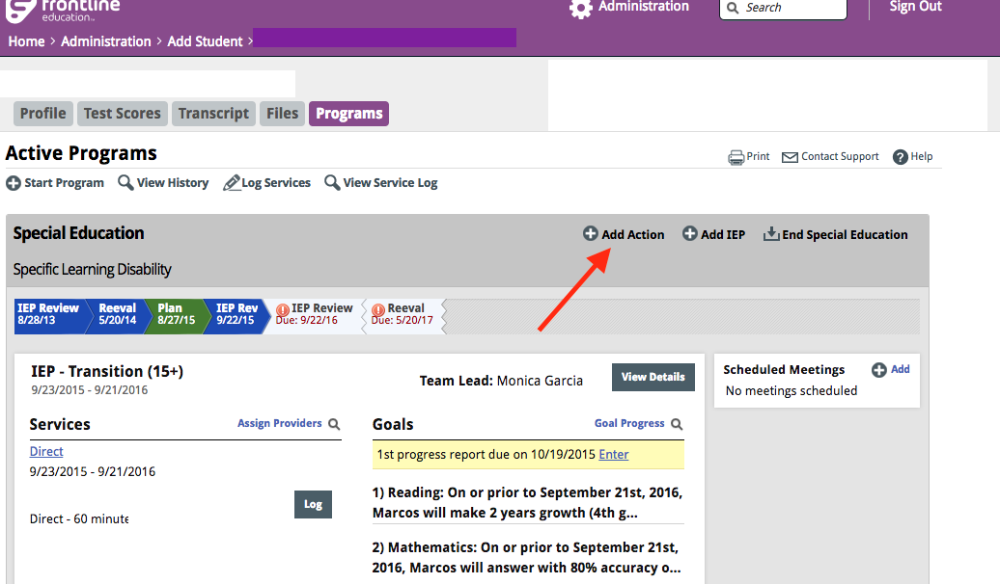 frontline
education™
Administration
Search
Sign Out
Home > Administration > Add Student >
Profile
Test Scores
Transcript
Files
Programs
Active Programs
Print
Contact Support
Help
Start Program
View History
Log Services
View Service Log
Special Education
Add Action
Add IEP
End Special Education
Specific Learning Disability
IEP Review
8/28/13
Reeval
5/20/14
Plan
8/27/15
IEP Rev
9/22/15
IEP Review
Due: 9/22/16
Reeval
Due: 5/20/17
IEP - Transition (15+)
9/23/2015 - 9/21/2016
Team Lead: Monica Garcia
View Details
Scheduled Meetings
Add
No meetings scheduled
Services
Assign Providers
Direct
9/23/2015 - 9/21/2016
Log
Direct - 60 minute
Goals
Goal Progress
1st progress report due on 10/19/2015 Enter
1) Reading: On or prior to September 21st, 2016,
Marcos will make 2 years growth (4th g...
2) Mathematics: On or prior to September 21st,
2016, Marcos will answer with 80% accuracy o...